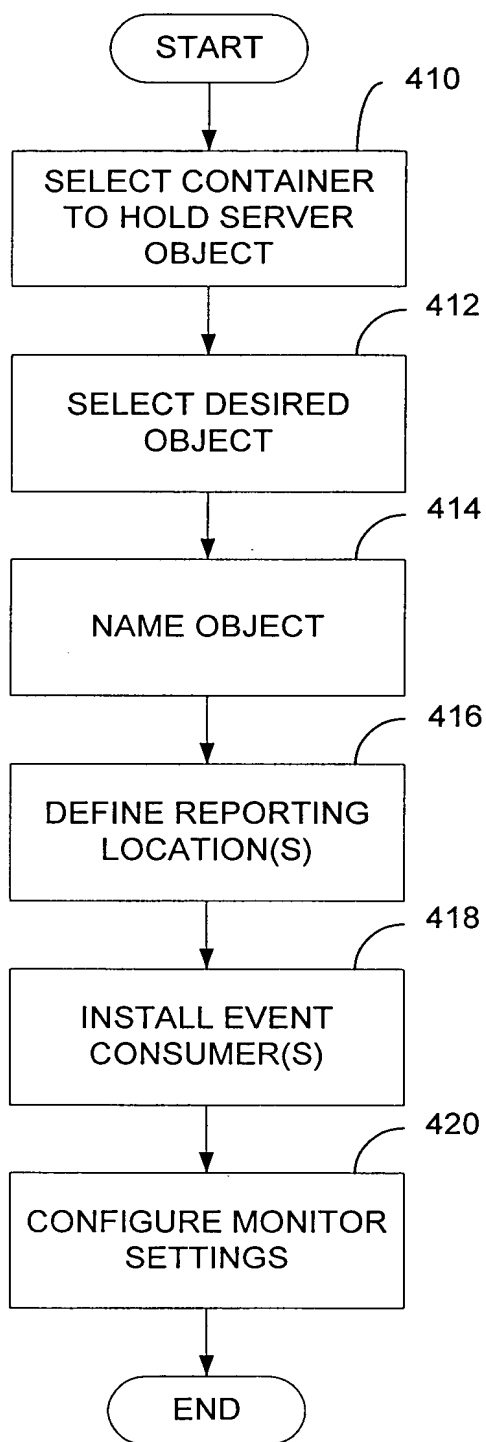 START
410
SELECT CONTAINER
TO HOLD SERVER
OBJECT
412
SELECT DESIRED
OBJECT
414
NAME OBJECT
416
DEFINE REPORTING
LOCATION(S)
418
INSTALL EVENT
CONSUMER(S)
420
CONFIGURE MONITOR
SETTINGS
END